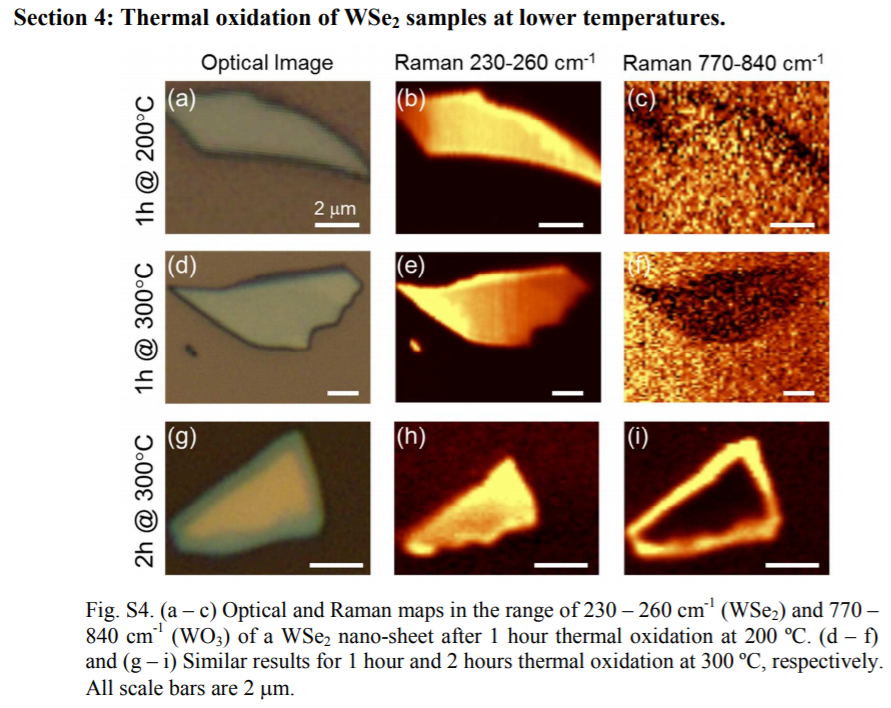 Section 4: Thermal oxidation of WSe₂ samples at lower temperatures.
Optical Image
Raman 230-260 cm⁻¹
Raman 770-840 cm⁻¹
1h @ 200°C
(a)
2 μm
(b)
(c)
1h @ 300°C
(d)
(e)
(f)
2h @ 300°C
(g)
(h)
(i)
Fig. S4. (a – c) Optical and Raman maps in the range of 230 – 260 cm⁻¹ (WSe₂) and 770 –
840 cm⁻¹ (WO₃) of a WSe₂ nano-sheet after 1 hour thermal oxidation at 200 ºC. (d – f)
and (g – i) Similar results for 1 hour and 2 hours thermal oxidation at 300 ºC, respectively.
All scale bars are 2 μm.